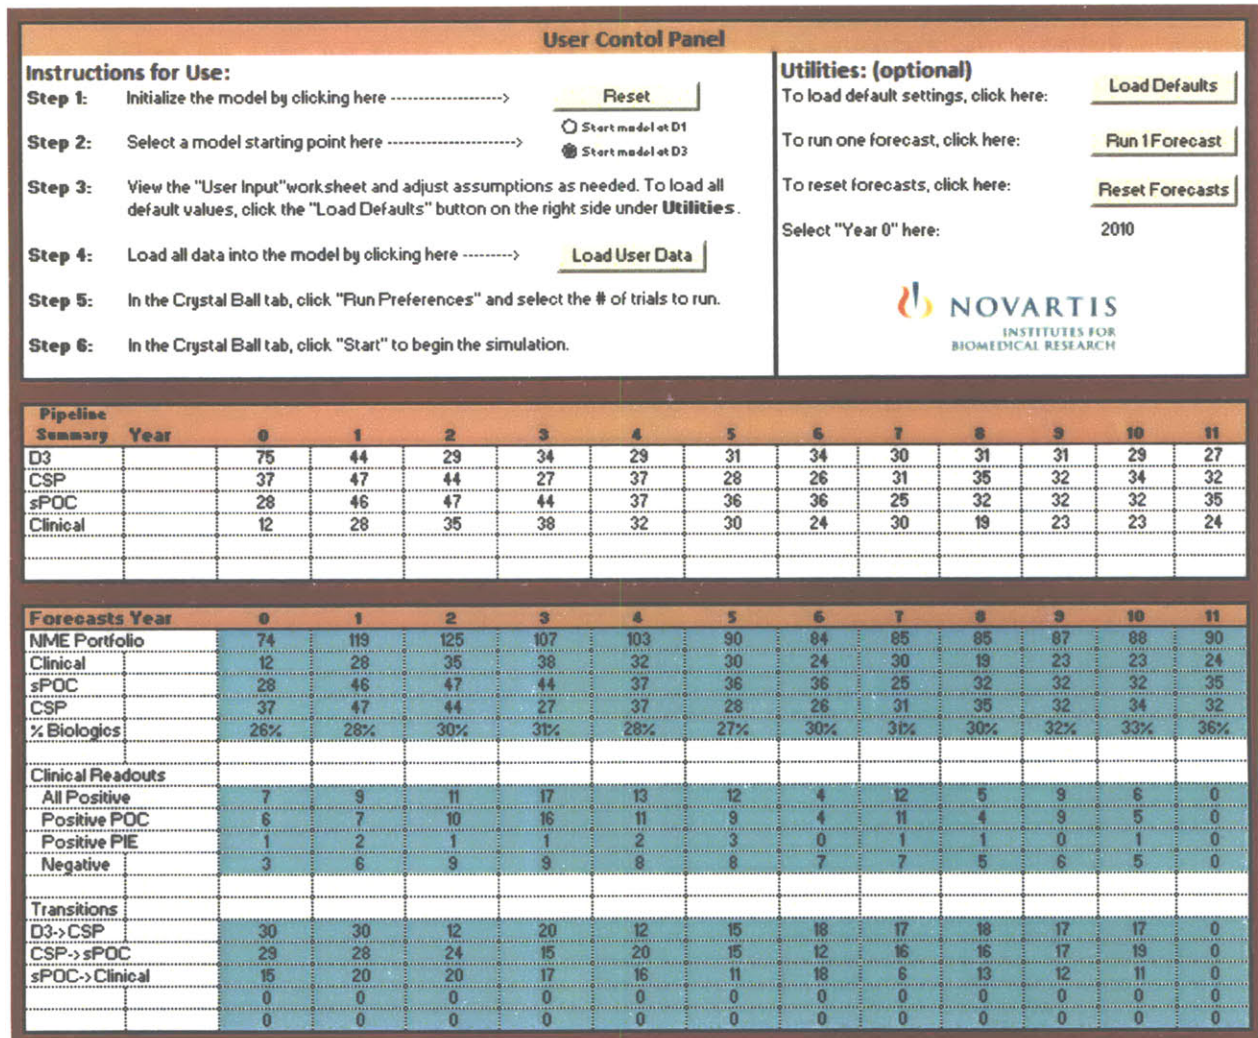 User Contol Panel
Instructions for Use:
Step 1: Initialize the model by clicking here --------------------> Reset
Step 2: Select a model starting point here -----------------------> Start model at D1
Start model at D3
Step 3: View the "User Input"worksheet and adjust assumptions as needed. To load all
default values, click the "Load Defaults" button on the right side under Utilities.
Step 4: Load all data into the model by clicking here ---------> Load User Data
Step 5: In the Crystal Ball tab, click "Run Preferences" and select the # of trials to run.
Step 6: In the Crystal Ball tab, click "Start" to begin the simulation.
Utilities: (optional)
To load default settings, click here: Load Defaults
To run one forecast, click here: Run 1 Forecast
To reset forecasts, click here: Reset Forecasts
Select "Year 0" here: 2010
NOVARTIS
INSTITUTES FOR
BIOMEDICAL RESEARCH
Pipeline
Summary Year 0 1 2 3 4 5 6 7 8 9 10 11
D3 75 44 29 34 29 31 34 30 31 31 29 27
CSP 37 47 44 27 37 28 26 31 35 32 34 32
sPOC 28 46 47 44 37 36 36 25 32 32 32 35
Clinical 12 28 35 38 32 30 24 30 19 23 23 24
Forecasts Year 0 1 2 3 4 5 6 7 8 9 10 11
NME Portfolio 74 119 125 107 103 90 84 85 85 87 88 90
Clinical 12 28 35 38 32 30 24 30 19 23 23 24
sPOC 28 46 47 44 37 36 36 25 32 32 32 35
CSP 37 47 44 27 37 28 26 31 35 32 34 32
% Biologics 26% 28% 30% 31% 28% 27% 30% 31% 30% 32% 33% 36%
Clinical Readouts
All Positive 7 9 11 17 13 12 4 12 5 9 6 0
Positive POC 6 7 10 16 11 9 4 11 4 9 5 0
Positive PIE 1 2 1 1 2 3 0 1 1 0 1 0
Negative 3 6 9 9 8 8 7 7 5 6 5 0
Transitions
D3->CSP 30 30 12 20 12 15 18 17 18 17 17 0
CSP->sPOC 29 28 24 15 20 15 12 16 16 17 19 0
sPOC->Clinical 15 20 20 17 16 11 18 6 13 12 11 0
0 0 0 0 0 0 0 0 0 0 0 0
0 0 0 0 0 0 0 0 0 0 0 0